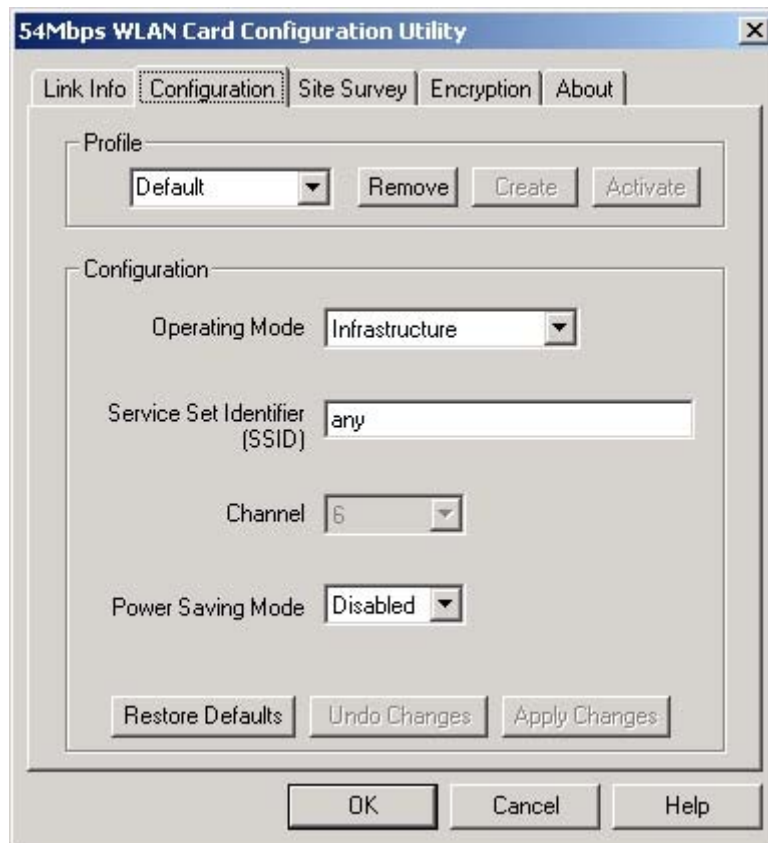 54Mbps WLAN Card Configuration Utility
Link Info Configuration Site Survey Encryption About
Profile
Default Remove Create Activate
Configuration
Operating Mode Infrastructure
Service Set Identifier
(SSID)
any
Channel 6
Power Saving Mode Disabled
Restore Defaults Undo Changes Apply Changes
OK Cancel Help